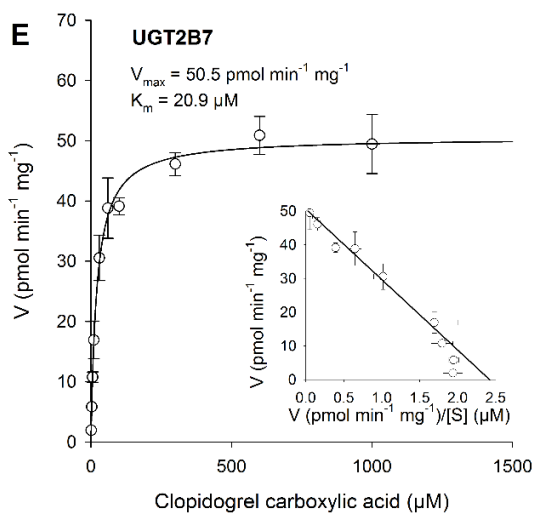 E
UGT2B7
Vmax = 50.5 pmol min⁻¹ mg⁻¹
Km = 20.9 µM
V (pmol min⁻¹ mg⁻¹)
70
60
50
40
30
20
10
0
0 500 1000 1500
Clopidogrel carboxylic acid (µM)
V (pmol min⁻¹ mg⁻¹)
50
40
30
20
10
0
0.0 0.5 1.0 1.5 2.0 2.5
V (pmol min⁻¹ mg⁻¹)/[S] (µM)